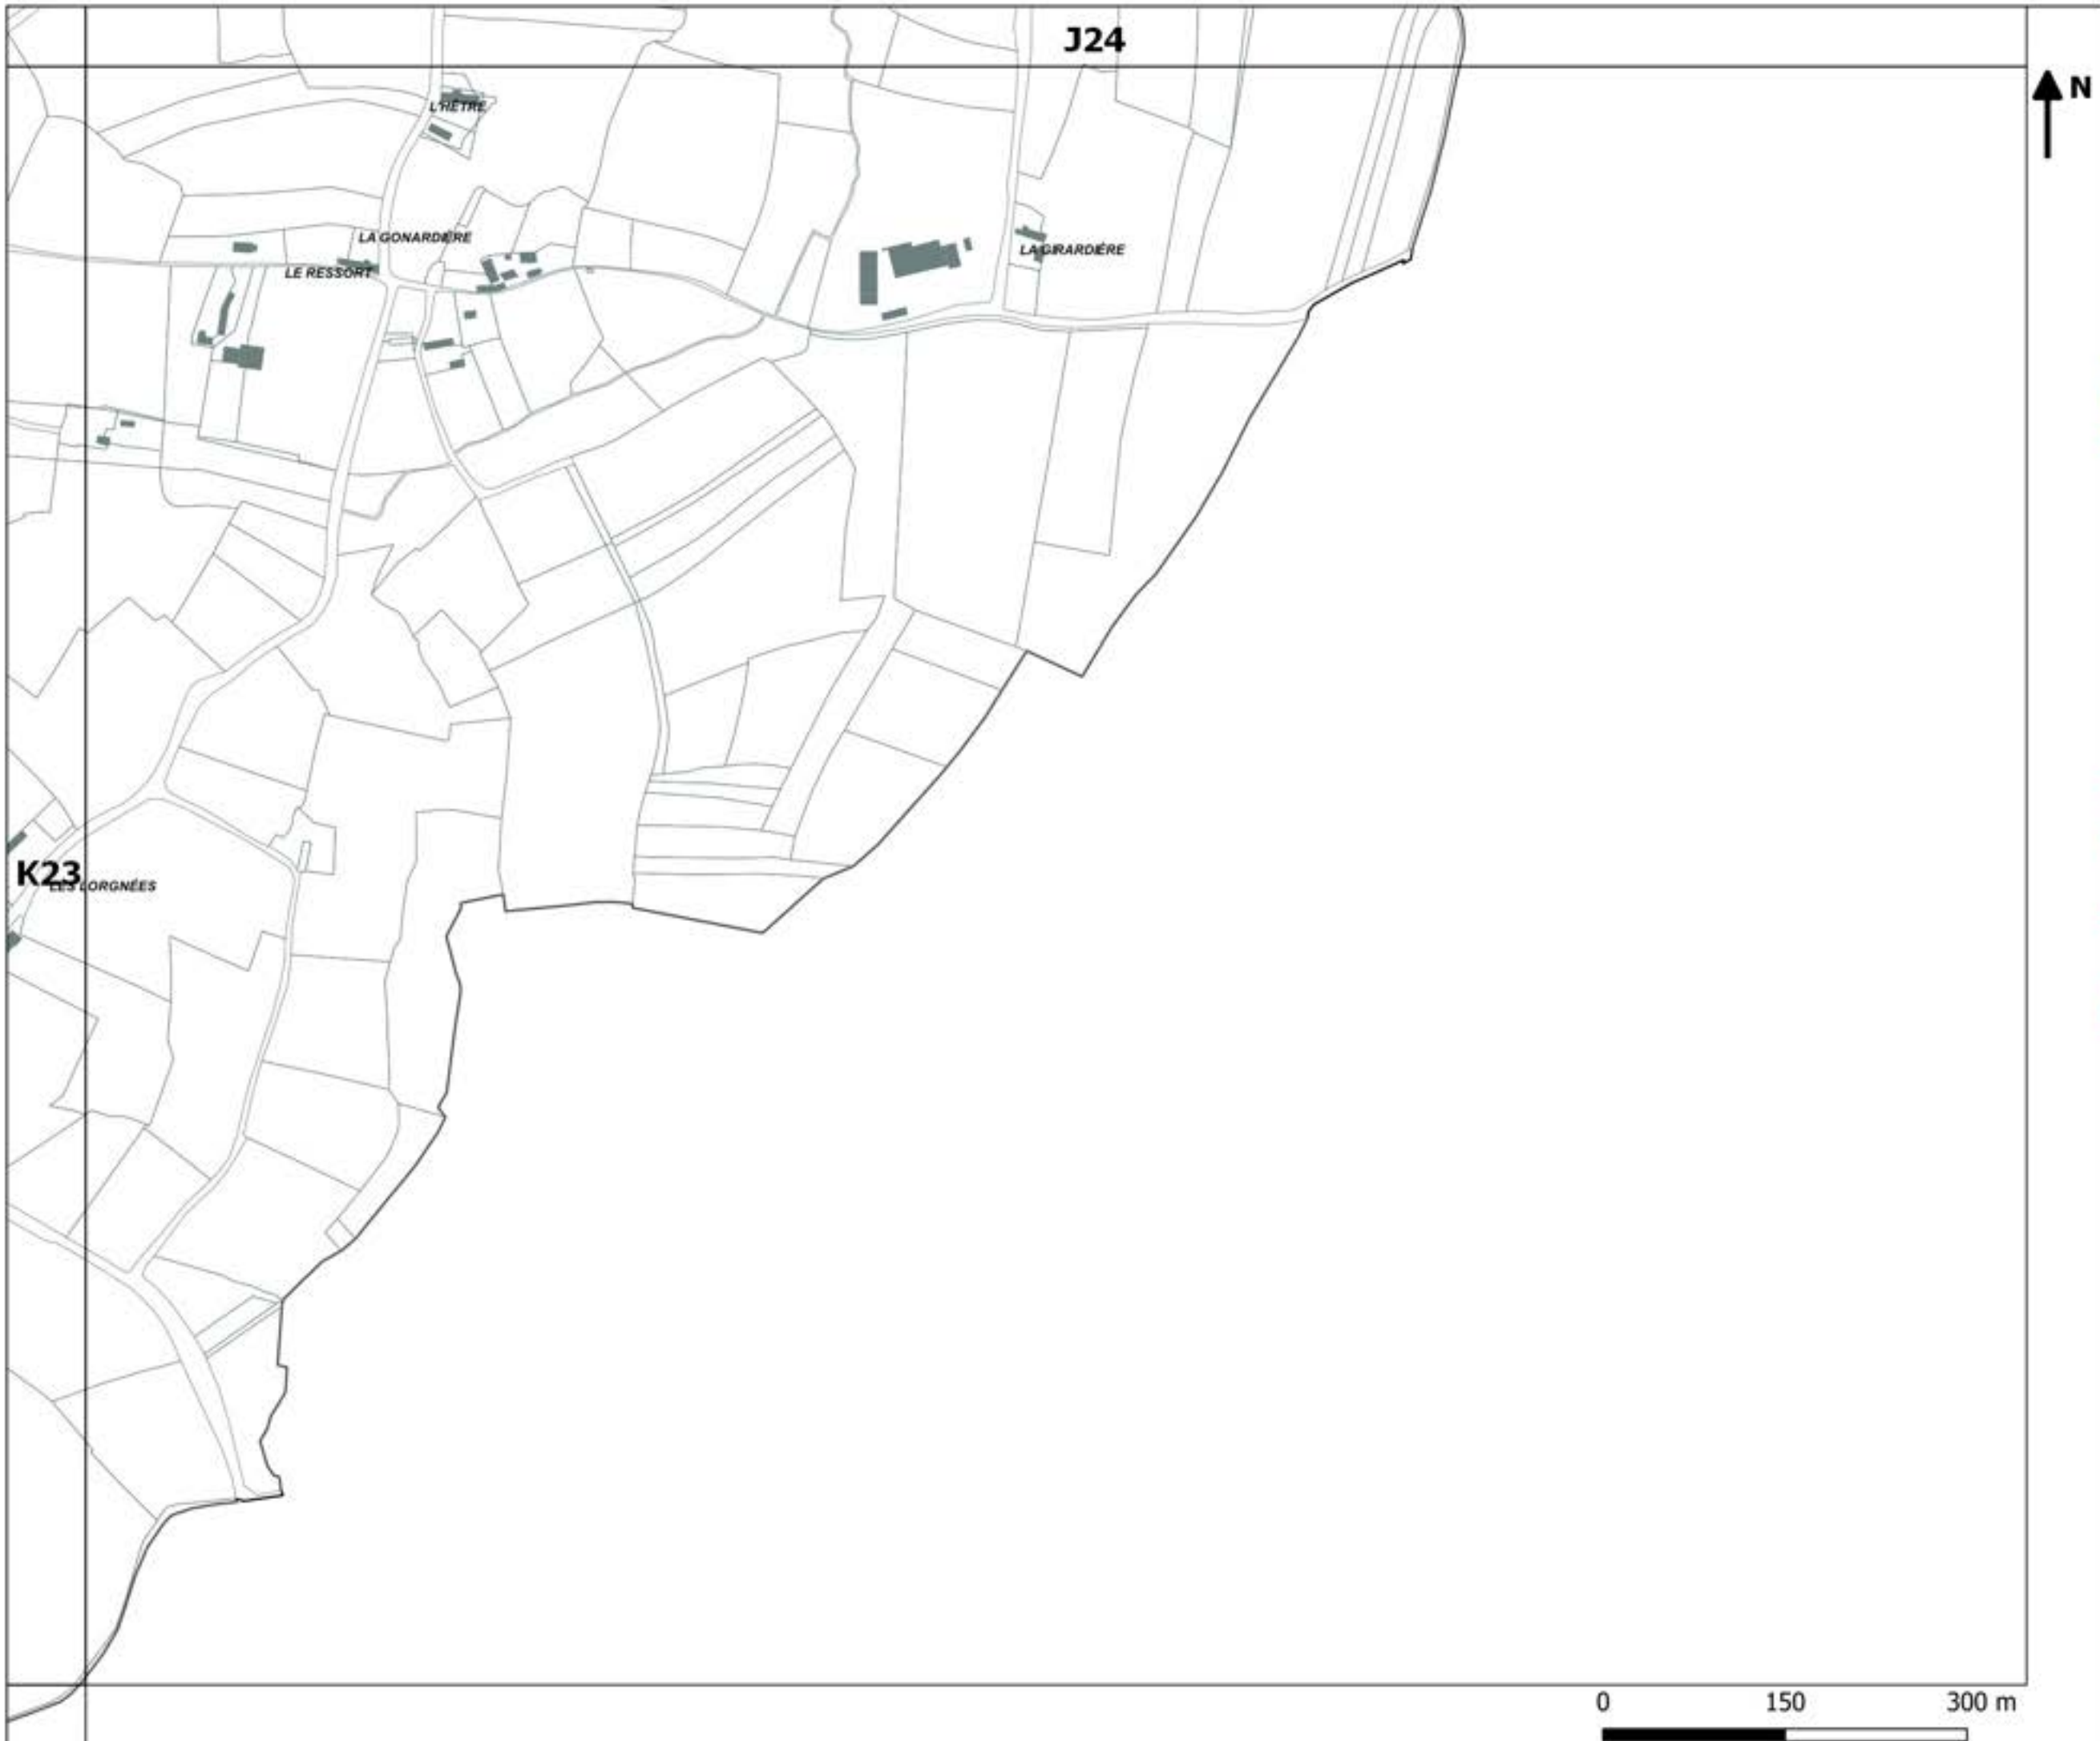 J24
N
L'HÊTRE
LA GONARDIÈRE
LA GIRARDIÈRE
LE RESSORT
K23
LES LORGNÉES
0 150 300 m